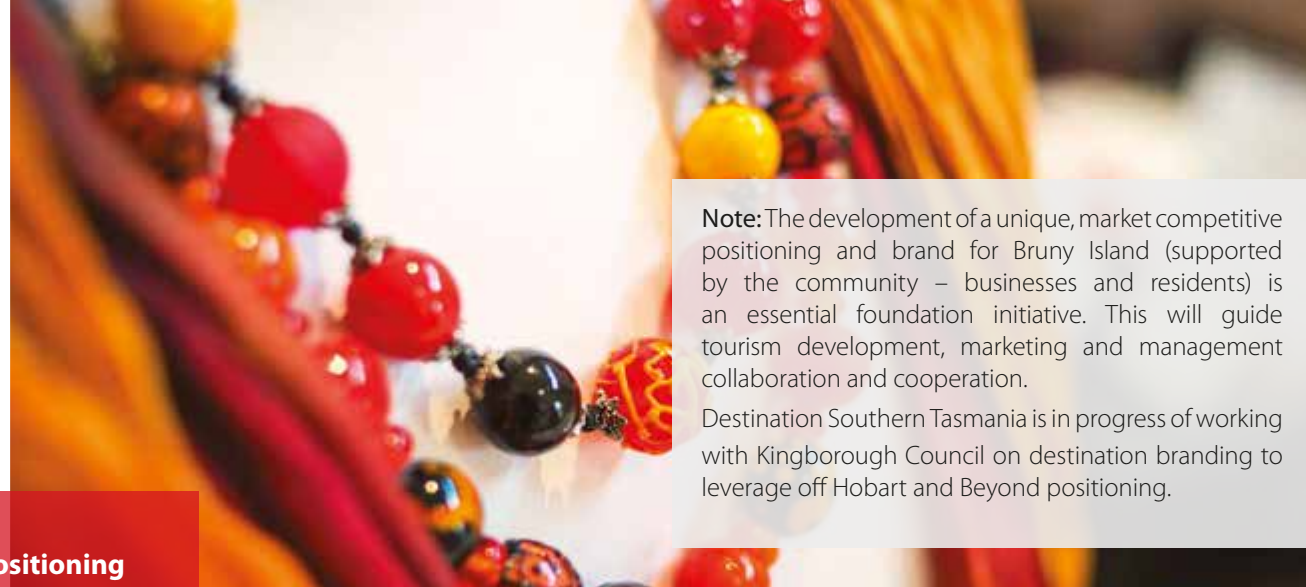 Note: The development of a unique, market competitive
positioning and brand for Bruny Island (supported
by the community – businesses and residents) is
an essential foundation initiative. This will guide
tourism development, marketing and management
collaboration and cooperation.
Destination Southern Tasmania is in progress of working
with Kingborough Council on destination branding to
leverage off Hobart and Beyond positioning.
ositioning